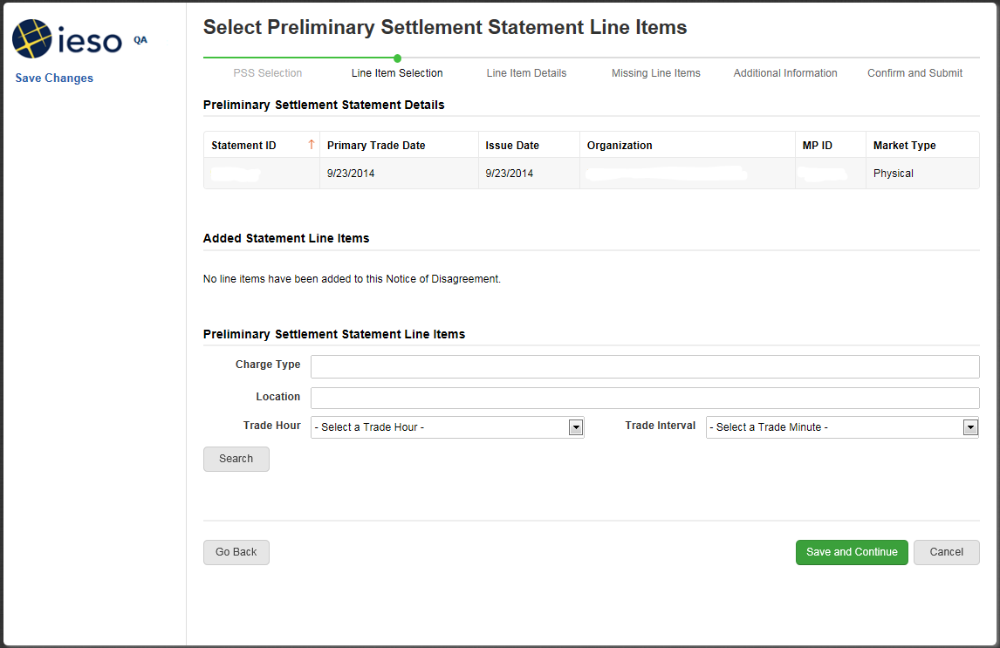 ieso QA
Save Changes
Select Preliminary Settlement Statement Line Items
PSS Selection Line Item Selection Line Item Details Missing Line Items Additional Information Confirm and Submit
Preliminary Settlement Statement Details
Statement ID ↑ Primary Trade Date Issue Date Organization MP ID Market Type
9/23/2014 9/23/2014 Physical
Added Statement Line Items
No line items have been added to this Notice of Disagreement.
Preliminary Settlement Statement Line Items
Charge Type
Location
Trade Hour - Select a Trade Hour - Trade Interval - Select a Trade Minute -
Search
Go Back Save and Continue Cancel